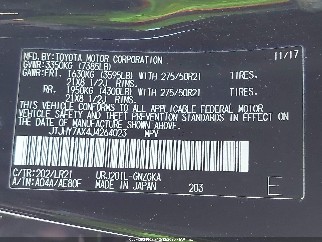 MFD.BY:TOYOTA MOTOR CORPORATION 11/17
GVWR:3350KG (7385LB)
GAWR:FRT. 1630KG (3595LB) WITH 275/50R21 TIRES.
21X8 1/2J RIMS.
RR. 1950KG (4300LB) WITH 275/50R21 TIRES.
21X8 1/2J RIMS.
THIS VEHICLE CONFORMS TO ALL APPLICABLE FEDERAL MOTOR
VEHICLE SAFETY AND THEFT PREVENTION STANDARDS IN EFFECT ON
THE DATE OF MANUFACTURE SHOWN ABOVE.
JTJHY7AX4J4264023 MPV
C/TR:202/LR21 URJ201L-GNZGKA
A/TM:A04A/AE80F MADE IN JAPAN 203 E